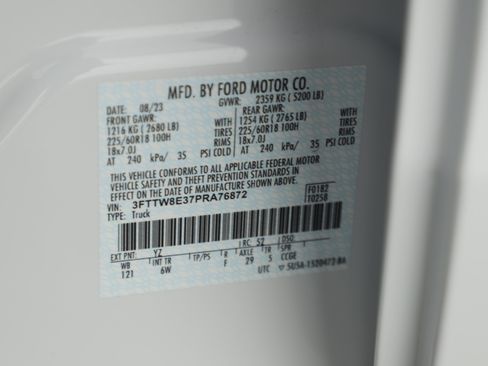 MFD. BY FORD MOTOR CO.
DATE: 08/23 GVWR: 2359 KG ( 5200 LB)
FRONT GAWR: REAR GAWR:
1216 KG ( 2680 LB) WITH 1254 KG ( 2765 LB) WITH
225/60R18 100H TIRES 225/60R18 100H TIRES
18x7.0J RIMS 18x7.0J RIMS
AT 240 kPa/ 35 PSI COLD AT 240 kPa/ 35 PSI COLD
THIS VEHICLE CONFORMS TO ALL APPLICABLE FEDERAL MOTOR
VEHICLE SAFETY AND THEFT PREVENTION STANDARDS IN
EFFECT ON THE DATE OF MANUFACTURE SHOWN ABOVE.
VIN: 3FTTW8E37PRA76872 F0182
TYPE: Truck T0258
EXT PNT: YZ RC: 52 DSO:
WB INT TR TP/PS R AXLE TR SPR
121 6W F 29 5 CCGE
UTC 5U5A-1520472-BA